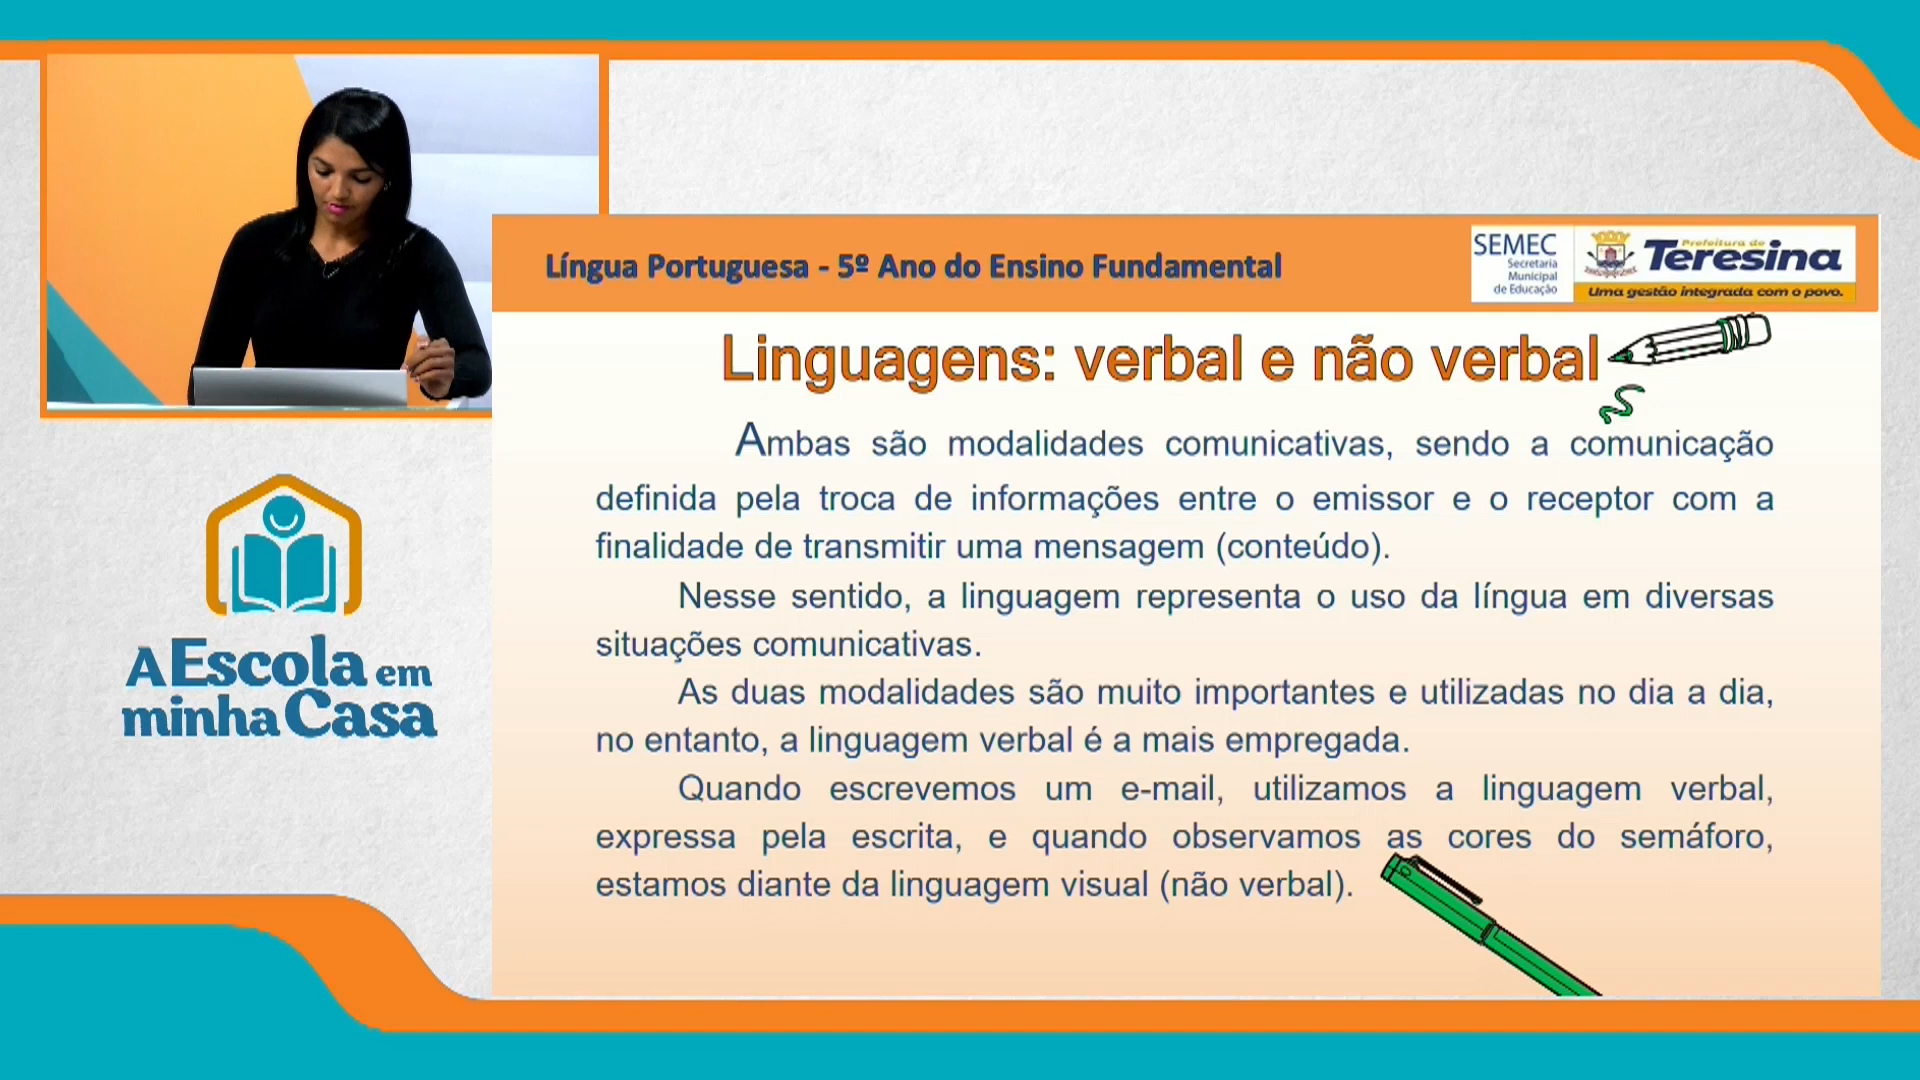 Língua Portuguesa - 5º Ano do Ensino Fundamental
SEMEC
Secretaria
Municipal
de Educação
Prefeitura de
Teresina
Uma gestão integrada com o povo.
Linguagens: verbal e não verbal
Ambas são modalidades comunicativas, sendo a comunicação
definida pela troca de informações entre o emissor e o receptor com a
finalidade de transmitir uma mensagem (conteúdo).
Nesse sentido, a linguagem representa o uso da língua em diversas
situações comunicativas.
As duas modalidades são muito importantes e utilizadas no dia a dia,
no entanto, a linguagem verbal é a mais empregada.
Quando escrevemos um e-mail, utilizamos a linguagem verbal,
expressa pela escrita, e quando observamos as cores do semáforo,
estamos diante da linguagem visual (não verbal).
A Escola em
minha Casa